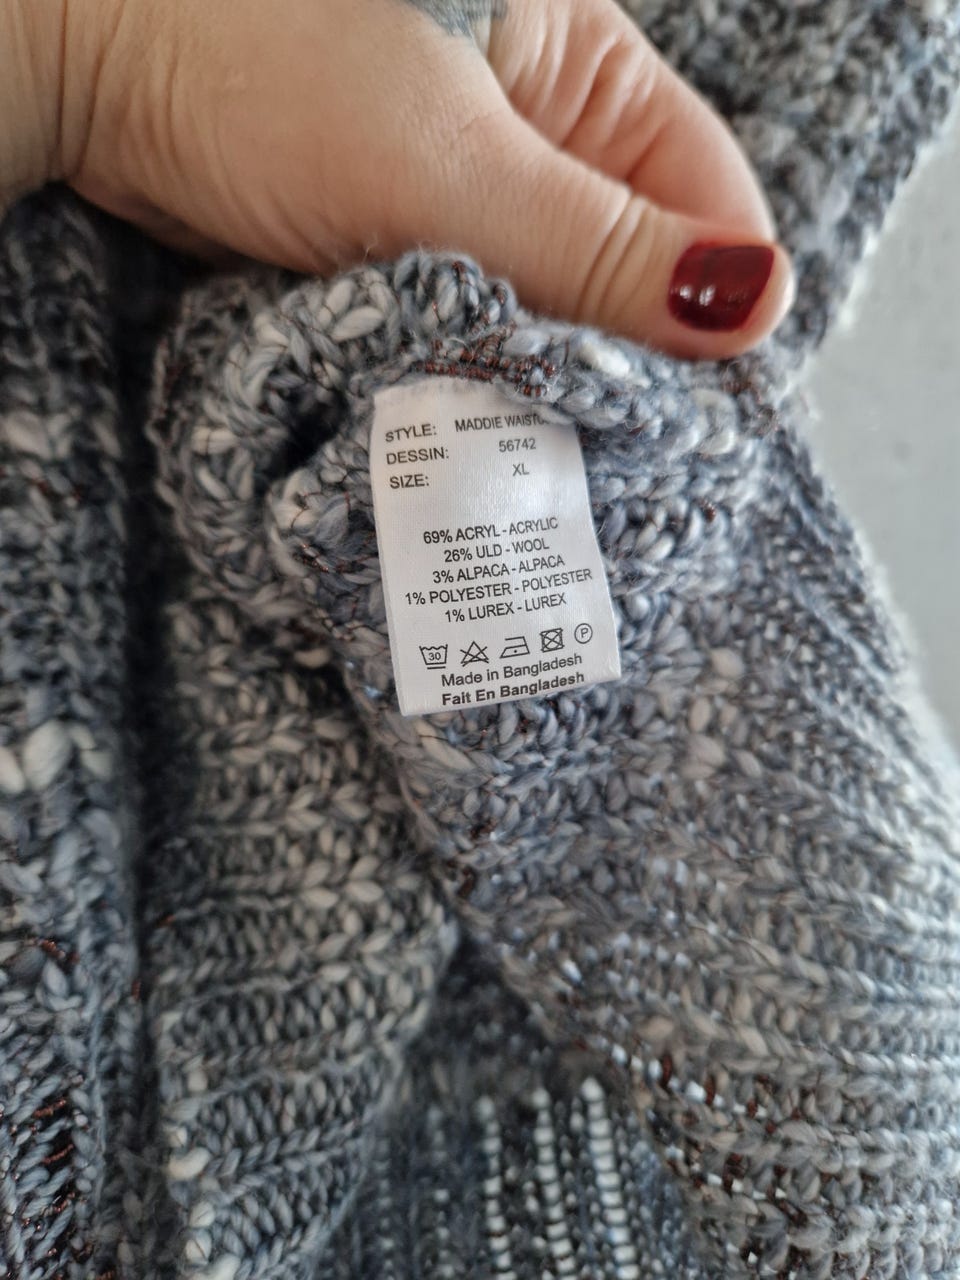 STYLE: MADDIE
DESSIN: 56742
SIZE: XL
69% ACRYL - ACRYLIC
26% ULD - WOOL
3% ALPACA - ALPACA
1% POLYESTER - POLYESTER
1% LUREX - LUREX
30 P
Made in Bangladesh
Fait En Bangladesh